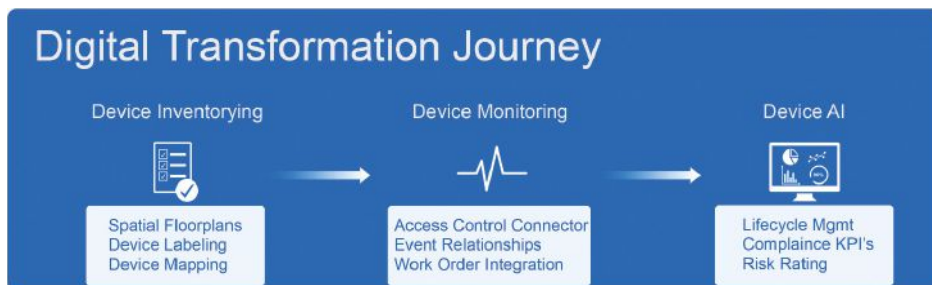 Digital Transformation Journey
Device Inventorying
Spatial Floorplans
Device Labeling
Device Mapping
Device Monitoring
Access Control Connector
Event Relationships
Work Order Integration
Device AI
Lifecycle Mgmt
Complaince KPI's
Risk Rating